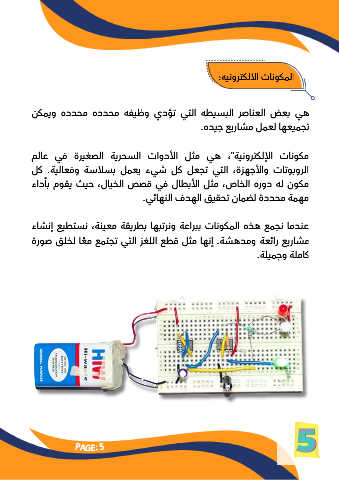 المكونات الالكترونيه:
هي بعض العناصر البسيطه التي تؤدي وظيفه محدده محدده ويمكن
تجميعها لعمل مشاريع جيده.
مكونات الإلكترونية"، هي مثل الأدوات السحرية الصغيرة في عالم
الروبوتات والأجهزة، التي تجعل كل شيء يعمل بسلاسة وفعالية. كل
مكون له دوره الخاص، مثل الأبطال في قصص الخيال، حيث يقوم بأداء
مهمة محددة لضمان تحقيق الهدف النهائي.
عندما نجمع هذه المكونات ببراعة ونرتبها بطريقة معينة، نستطيع إنشاء
مشاريع رائعة ومدهشة. إنها مثل قطع اللغز التي تجتمع معًا لخلق صورة
كاملة وجميلة.
HIW
PAGE: 5
5